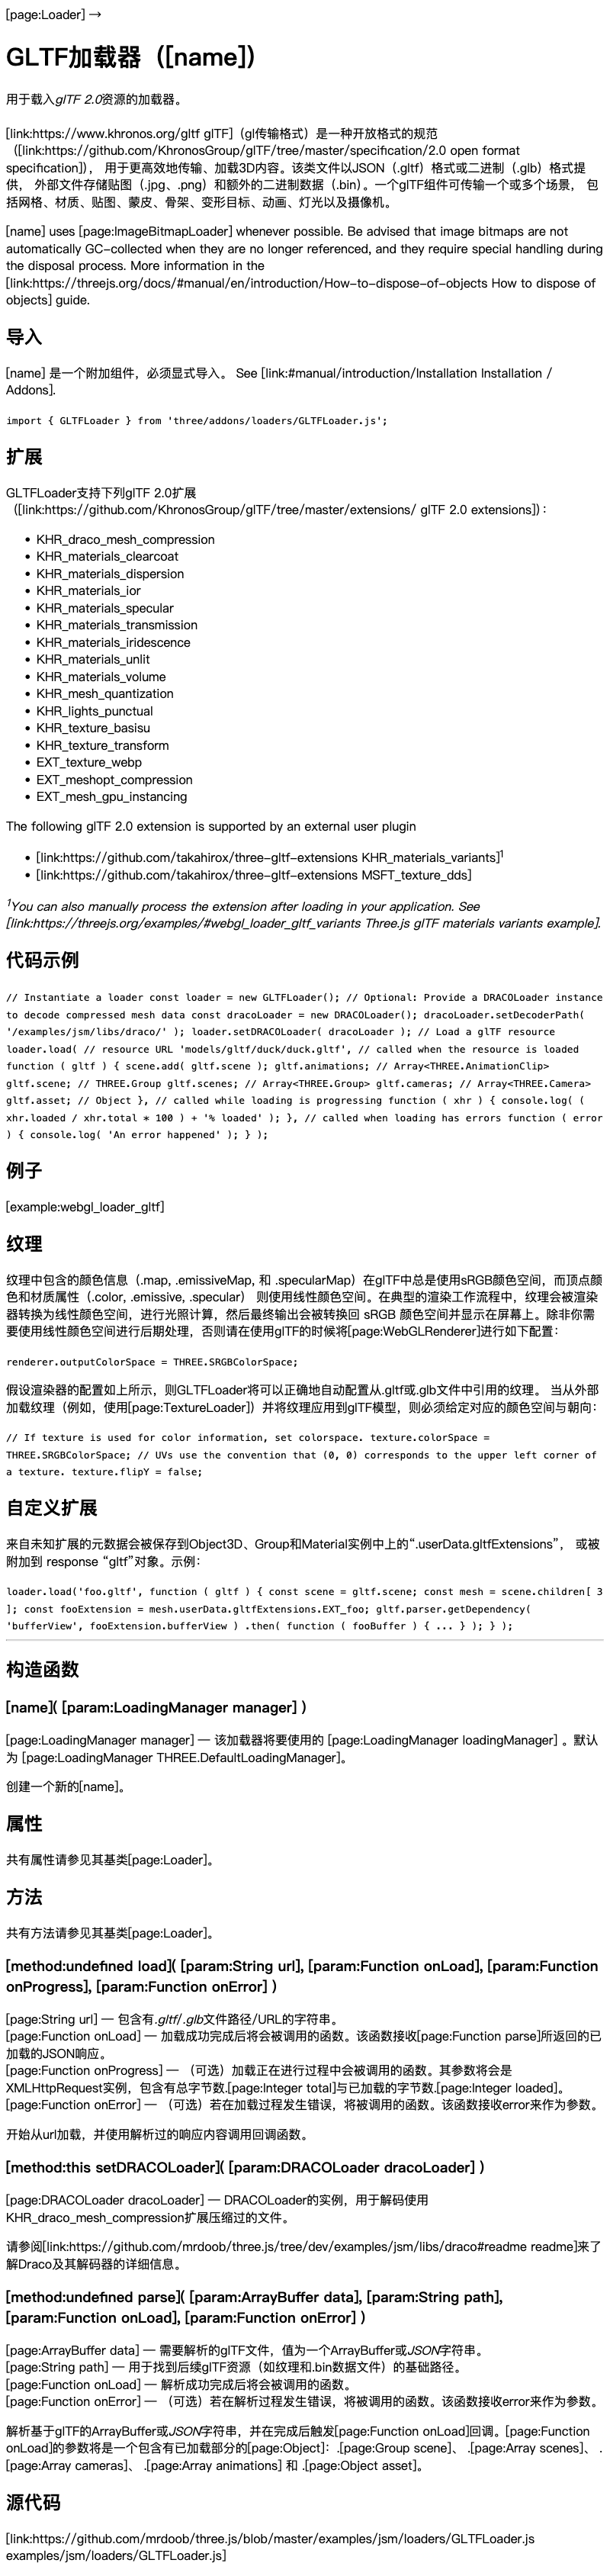 [page:Loader] →
GLTF加载器（[name]）
用于载入glTF 2.0资源的加载器。
[link:https://www.khronos.org/gltf glTF]（gl传输格式）是一种开放格式的规范
（[link:https://github.com/KhronosGroup/glTF/tree/master/specification/2.0 open format
specification]）， 用于更高效地传输、加载3D内容。该类文件以JSON（.gltf）格式或二进制（.glb）格式提
供， 外部文件存储贴图（.jpg、.png）和额外的二进制数据（.bin）。一个glTF组件可传输一个或多个场景， 包
括网格、材质、贴图、蒙皮、骨架、变形目标、动画、灯光以及摄像机。
[name] uses [page:ImageBitmapLoader] whenever possible. Be advised that image bitmaps are not
automatically GC-collected when they are no longer referenced, and they require special handling during
the disposal process. More information in the
[link:https://threejs.org/docs/#manual/en/introduction/How-to-dispose-of-objects How to dispose of
objects] guide.
导入
[name] 是一个附加组件，必须显式导入。 See [link:#manual/introduction/Installation Installation /
Addons].
import { GLTFLoader } from 'three/addons/loaders/GLTFLoader.js';
扩展
GLTFLoader支持下列glTF 2.0扩展
（[link:https://github.com/KhronosGroup/glTF/tree/master/extensions/ glTF 2.0 extensions]）：
• KHR_draco_mesh_compression
• KHR_materials_clearcoat
• KHR_materials_dispersion
• KHR_materials_ior
• KHR_materials_specular
• KHR_materials_transmission
• KHR_materials_iridescence
• KHR_materials_unlit
• KHR_materials_volume
• KHR_mesh_quantization
• KHR_lights_punctual
• KHR_texture_basisu
• KHR_texture_transform
• EXT_texture_webp
• EXT_meshopt_compression
• EXT_mesh_gpu_instancing
The following glTF 2.0 extension is supported by an external user plugin
• [link:https://github.com/takahirox/three-gltf-extensions KHR_materials_variants]1
• [link:https://github.com/takahirox/three-gltf-extensions MSFT_texture_dds]
1You can also manually process the extension after loading in your application. See
[link:https://threejs.org/examples/#webgl_loader_gltf_variants Three.js glTF materials variants example].
代码示例
// Instantiate a loader const loader = new GLTFLoader(); // Optional: Provide a DRACOLoader instance
to decode compressed mesh data const dracoLoader = new DRACOLoader(); dracoLoader.setDecoderPath(
'/examples/jsm/libs/draco/' ); loader.setDRACOLoader( dracoLoader ); // Load a glTF resource
loader.load( // resource URL 'models/gltf/duck/duck.gltf', // called when the resource is loaded
function ( gltf ) { scene.add( gltf.scene ); gltf.animations; // Array<THREE.AnimationClip>
gltf.scene; // THREE.Group gltf.scenes; // Array<THREE.Group> gltf.cameras; // Array<THREE.Camera>
gltf.asset; // Object }, // called while loading is progressing function ( xhr ) { console.log( (
xhr.loaded / xhr.total * 100 ) + '% loaded' ); }, // called when loading has errors function ( error
) { console.log( 'An error happened' ); } );
例子
[example:webgl_loader_gltf]
纹理
纹理中包含的颜色信息（.map, .emissiveMap, 和 .specularMap）在glTF中总是使用sRGB颜色空间，而顶点颜
色和材质属性（.color, .emissive, .specular） 则使用线性颜色空间。在典型的渲染工作流程中，纹理会被渲染
器转换为线性颜色空间，进行光照计算，然后最终输出会被转换回 sRGB 颜色空间并显示在屏幕上。除非你需
要使用线性颜色空间进行后期处理，否则请在使用glTF的时候将[page:WebGLRenderer]进行如下配置：
renderer.outputColorSpace = THREE.SRGBColorSpace;
假设渲染器的配置如上所示，则GLTFLoader将可以正确地自动配置从.gltf或.glb文件中引用的纹理。 当从外部
加载纹理（例如，使用[page:TextureLoader]）并将纹理应用到glTF模型，则必须给定对应的颜色空间与朝向：
// If texture is used for color information, set colorspace. texture.colorSpace =
THREE.SRGBColorSpace; // UVs use the convention that (0, 0) corresponds to the upper left corner of
a texture. texture.flipY = false;
自定义扩展
来自未知扩展的元数据会被保存到Object3D、Group和Material实例中上的“.userData.gltfExtensions”， 或被
附加到 response “gltf”对象。示例：
loader.load('foo.gltf', function ( gltf ) { const scene = gltf.scene; const mesh = scene.children[ 3
]; const fooExtension = mesh.userData.gltfExtensions.EXT_foo; gltf.parser.getDependency(
'bufferView', fooExtension.bufferView ) .then( function ( fooBuffer ) { ... } ); } );
构造函数
[name]( [param:LoadingManager manager] )
[page:LoadingManager manager] — 该加载器将要使用的 [page:LoadingManager loadingManager] 。默认
为 [page:LoadingManager THREE.DefaultLoadingManager]。
创建一个新的[name]。
属性
共有属性请参见其基类[page:Loader]。
方法
共有方法请参见其基类[page:Loader]。
[method:undefined load]( [param:String url], [param:Function onLoad], [param:Function
onProgress], [param:Function onError] )
[page:String url] — 包含有.gltf/.glb文件路径/URL的字符串。
[page:Function onLoad] — 加载成功完成后将会被调用的函数。该函数接收[page:Function parse]所返回的已
加载的JSON响应。
[page:Function onProgress] — （可选）加载正在进行过程中会被调用的函数。其参数将会是
XMLHttpRequest实例，包含有总字节数.[page:Integer total]与已加载的字节数.[page:Integer loaded]。
[page:Function onError] — （可选）若在加载过程发生错误，将被调用的函数。该函数接收error来作为参数。
开始从url加载，并使用解析过的响应内容调用回调函数。
[method:this setDRACOLoader]( [param:DRACOLoader dracoLoader] )
[page:DRACOLoader dracoLoader] — DRACOLoader的实例，用于解码使用
KHR_draco_mesh_compression扩展压缩过的文件。
请参阅[link:https://github.com/mrdoob/three.js/tree/dev/examples/jsm/libs/draco#readme readme]来了
解Draco及其解码器的详细信息。
[method:undefined parse]( [param:ArrayBuffer data], [param:String path],
[param:Function onLoad], [param:Function onError] )
[page:ArrayBuffer data] — 需要解析的glTF文件，值为一个ArrayBuffer或JSON字符串。
[page:String path] — 用于找到后续glTF资源（如纹理和.bin数据文件）的基础路径。
[page:Function onLoad] — 解析成功完成后将会被调用的函数。
[page:Function onError] — （可选）若在解析过程发生错误，将被调用的函数。该函数接收error来作为参数。
解析基于glTF的ArrayBuffer或JSON字符串，并在完成后触发[page:Function onLoad]回调。[page:Function
onLoad]的参数将是一个包含有已加载部分的[page:Object]：.[page:Group scene]、 .[page:Array scenes]、 .
[page:Array cameras]、 .[page:Array animations] 和 .[page:Object asset]。
源代码
[link:https://github.com/mrdoob/three.js/blob/master/examples/jsm/loaders/GLTFLoader.js
examples/jsm/loaders/GLTFLoader.js]